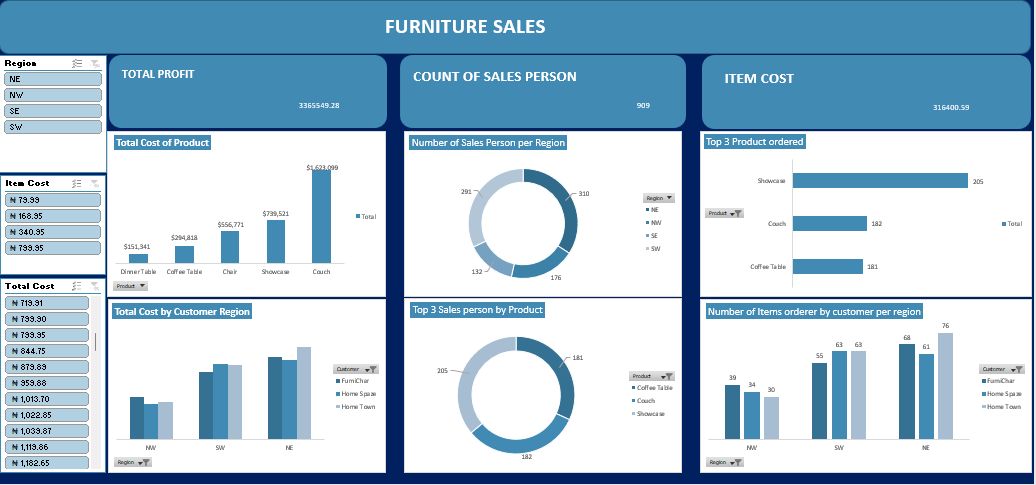 FURNITURE SALES
Region
NE
NW
SE
SW
Item Cost
₦ 79.99
₦ 168.95
₦ 340.95
₦ 799.95
Total Cost
₦ 719.91
₦ 799.90
₦ 799.95
₦ 844.75
₦ 879.89
₦ 959.88
₦ 1,013.70
₦ 1,022.85
₦ 1,039.87
₦ 1,119.86
₦ 1,182.65
TOTAL PROFIT
3365549.28
COUNT OF SALES PERSON
909
ITEM COST
316400.59
Total Cost of Product
$151,341
$294,818
$556,771
$739,521
$1,623,099
Dinner Table Coffee Table Chair Showcase Couch
Total
Product
Number of Sales Person per Region
291
310
132
176
Region
NE
NW
SE
SW
Top 3 Product ordered
Product
Showcase 205
Couch 182
Coffee Table 181
Total
Total Cost by Customer Region
NW SW NE
Customer
FurniChar
Home Spaze
Home Town
Region
Top 3 Sales person by Product
205
181
182
Product
Coffee Table
Couch
Showcase
Number of Items orderer by customer per region
39 34 30
55 63 63
68 61 76
NW SW NE
Customer
FurniChar
Home Spaze
Home Town
Region